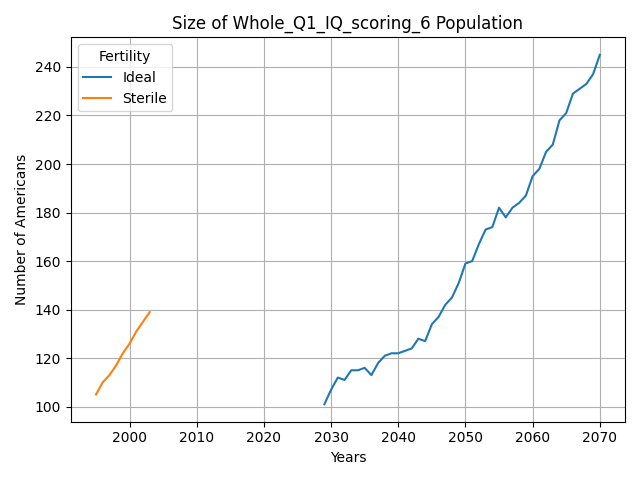 Size of Whole_Q1_IQ_scoring_6 Population
Fertility
Ideal
Sterile
Number of Americans
240
220
200
180
160
140
120
100
2000 2010 2020 2030 2040 2050 2060 2070
Years